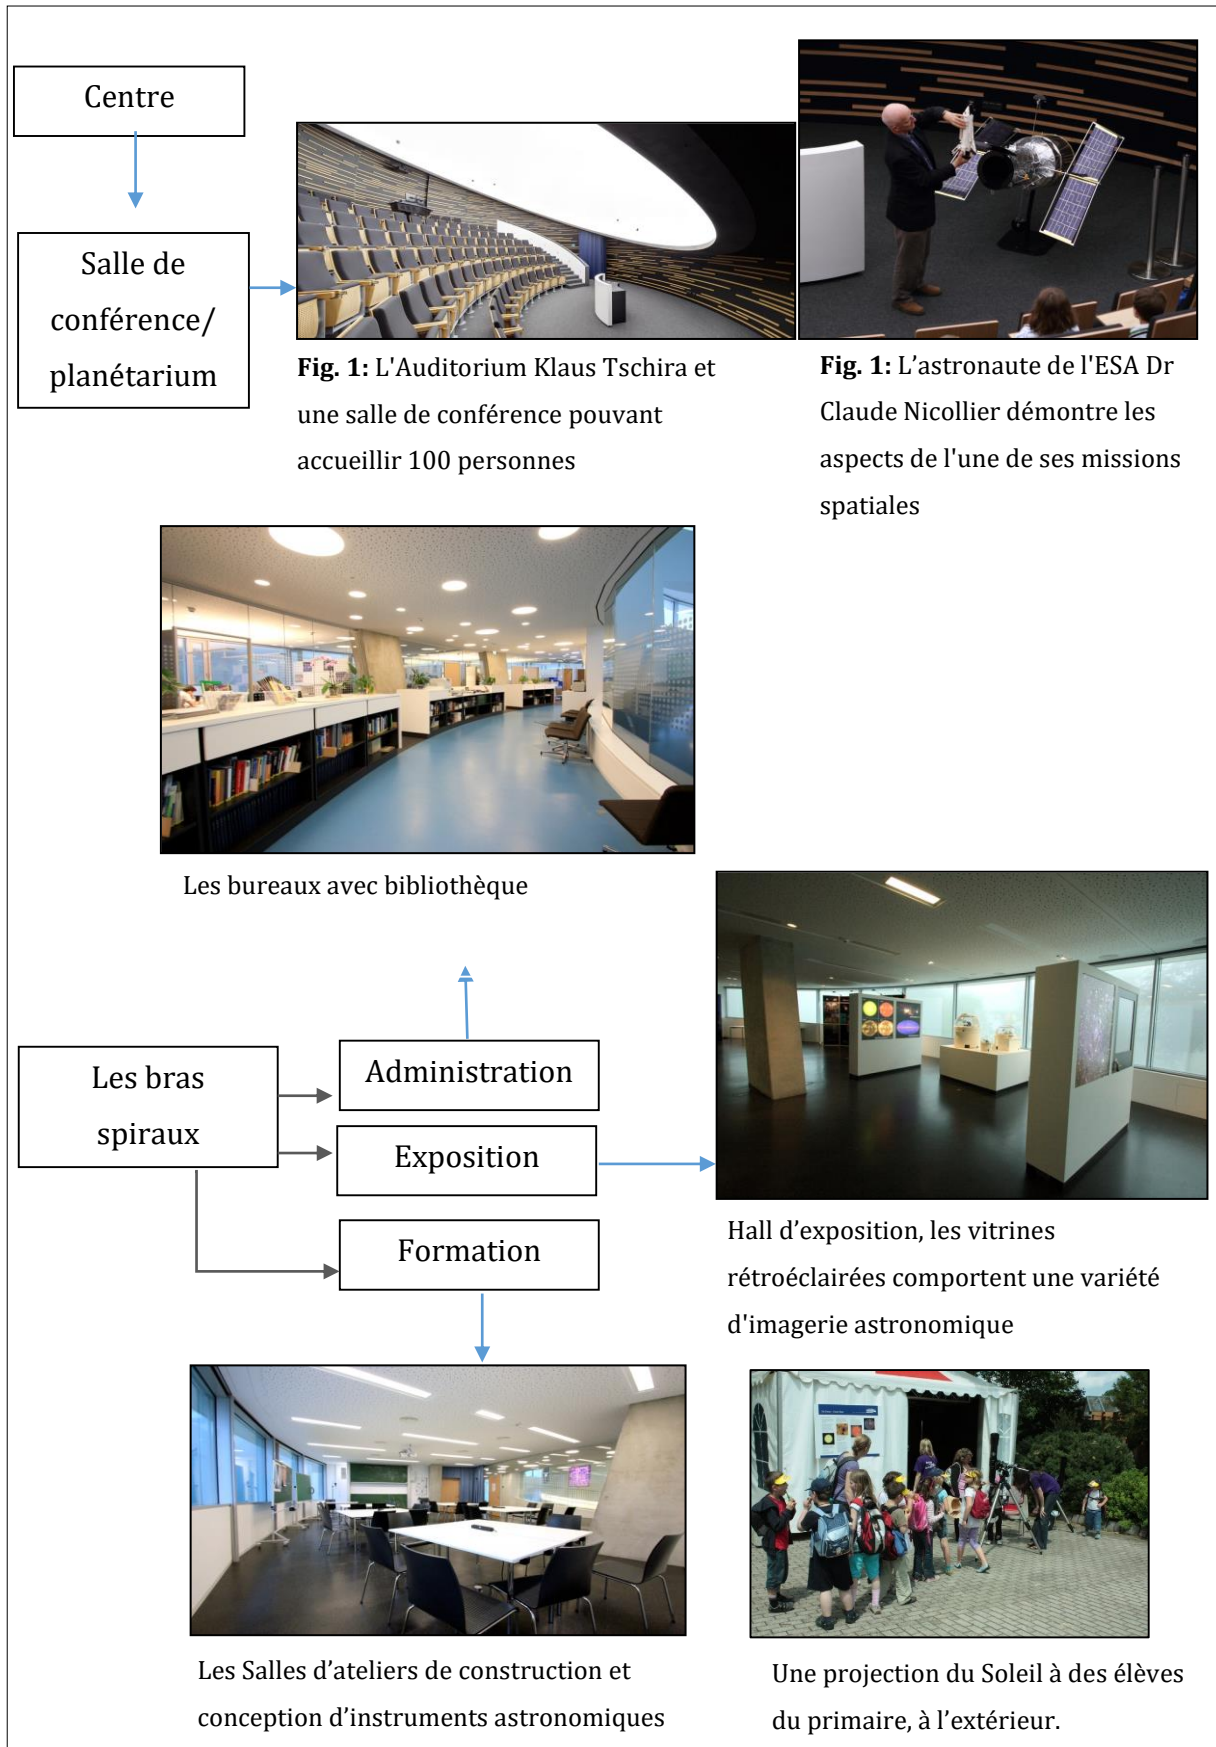 Centre
Salle de
conférence/
planétarium
Fig. 1: L'Auditorium Klaus Tschira et
une salle de conférence pouvant
accueillir 100 personnes
Fig. 1: L’astronaute de l'ESA Dr
Claude Nicollier démontre les
aspects de l'une de ses missions
spatiales
Les bureaux avec bibliothèque
Les bras
spiraux
Administration
Exposition
Formation
Hall d’exposition, les vitrines
rétroéclairées comportent une variété
d'imagerie astronomique
Les Salles d’ateliers de construction et
conception d’instruments astronomiques
Une projection du Soleil à des élèves
du primaire, à l’extérieur.